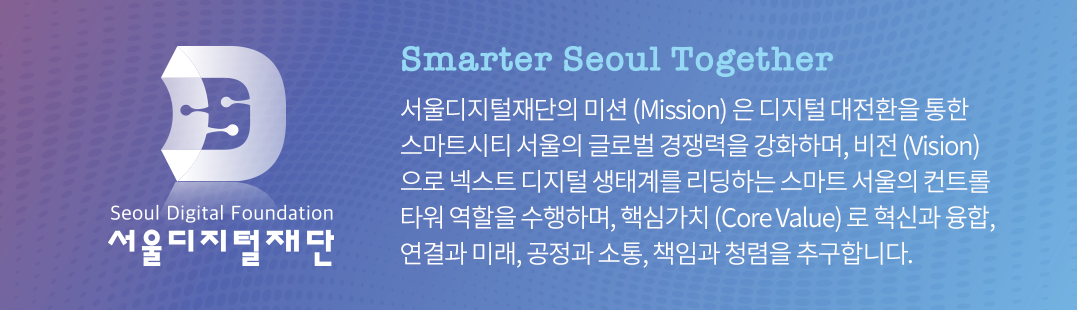 Seoul Digital Foundation
서울디지털재단
Smarter Seoul Together
서울디지털재단의 미션 (Mission) 은 디지털 대전환을 통한
스마트시티 서울의 글로벌 경쟁력을 강화하며, 비전 (Vision)
으로 넥스트 디지털 생태계를 리딩하는 스마트 서울의 컨트롤
타워 역할을 수행하며, 핵심가치 (Core Value) 로 혁신과 융합,
연결과 미래, 공정과 소통, 책임과 청렴을 추구합니다.